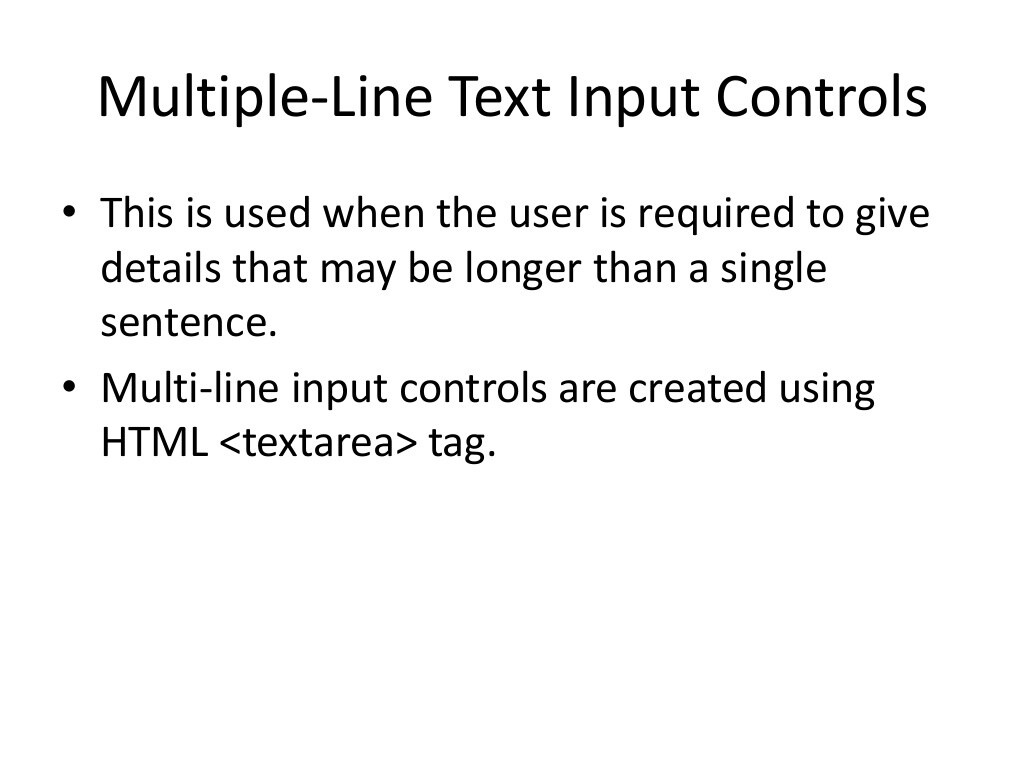 Multiple-Line Text Input Controls
• This is used when the user is required to give
details that may be longer than a single
sentence.
• Multi-line input controls are created using
HTML <textarea> tag.